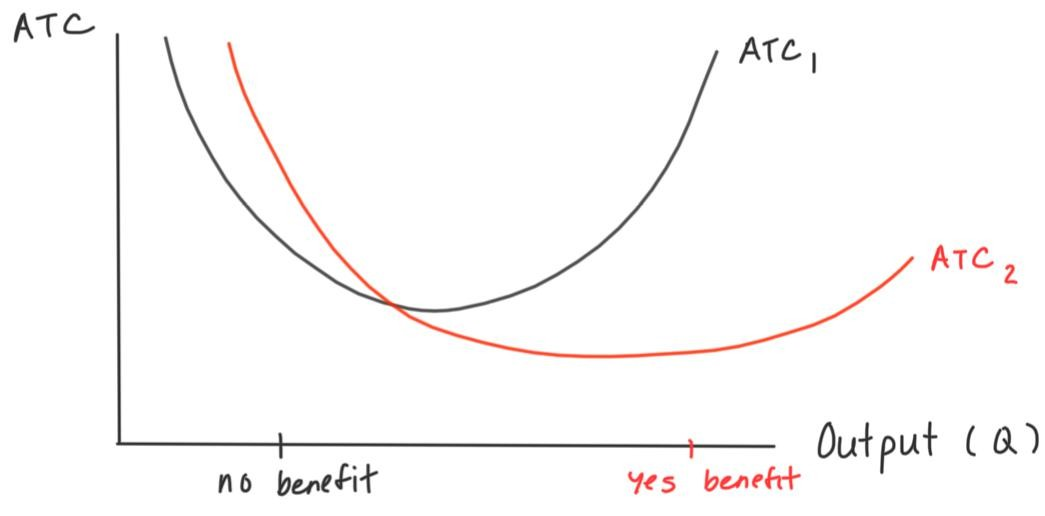 ATC
ATC₁
ATC₂
Output (Q)
no benefit
yes benefit